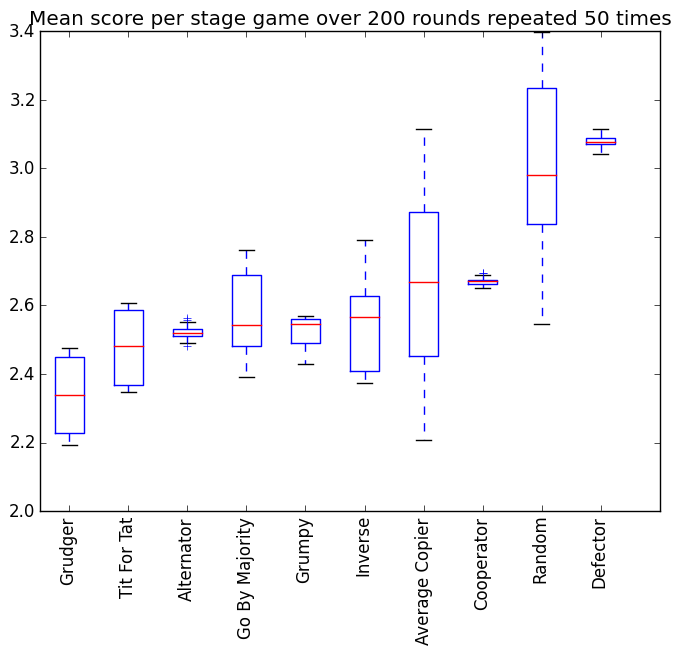 Mean score per stage game over 200 rounds repeated 50 times
3.4
3.2
3.0
2.8
2.6
2.4
2.2
2.0
Grudger
Tit For Tat
Alternator
Go By Majority
Grumpy
Inverse
Average Copier
Cooperator
Random
Defector